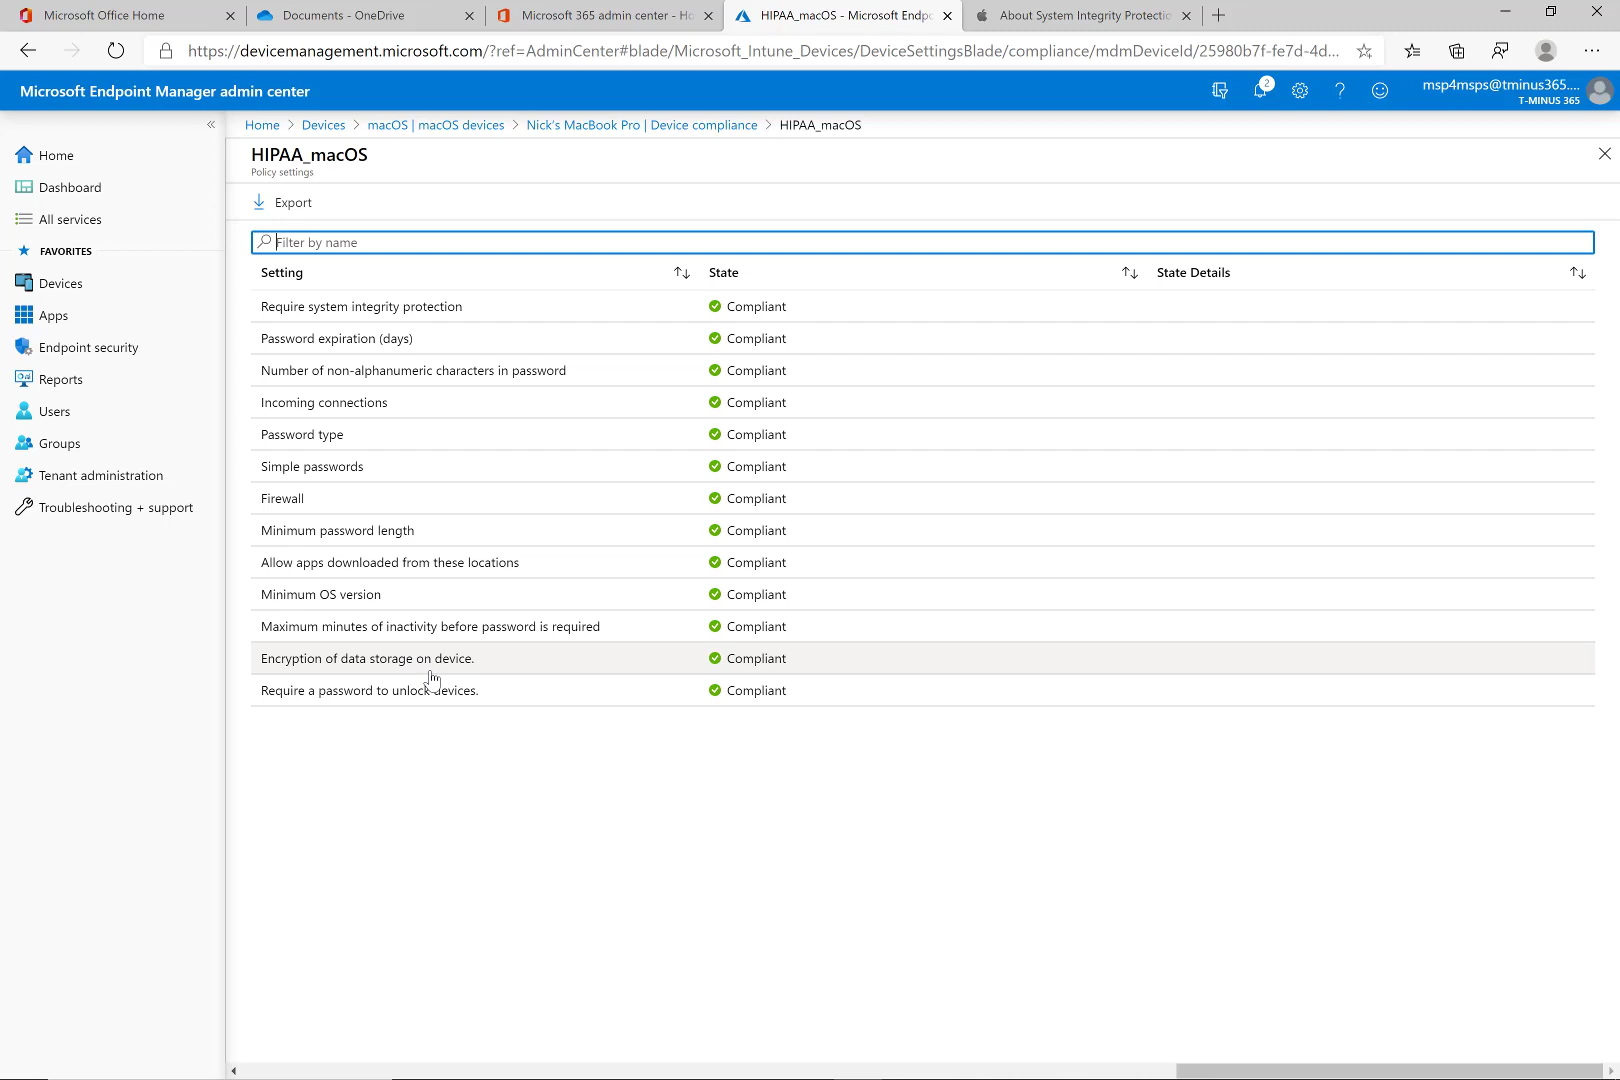 Microsoft Office Home
Documents - OneDrive
Microsoft 365 admin center - Ho
HIPAA_macOS - Microsoft Endp
About System Integrity Protectio
https://devicemanagement.microsoft.com/?ref=AdminCenter#blade/Microsoft_Intune_Devices/DeviceSettingsBlade/compliance/mdmDeviceId/25980b7f-fe7d-4d...
Microsoft Endpoint Manager admin center
2
msp4msps@tminus365....
T-MINUS 365
Home > Devices > macOS | macOS devices > Nick's MacBook Pro | Device compliance > HIPAA_macOS
Home
Dashboard
All services
FAVORITES
Devices
Apps
Endpoint security
Reports
Users
Groups
Tenant administration
Troubleshooting + support
HIPAA_macOS
Policy settings
Export
Filter by name
Setting State State Details
Require system integrity protection Compliant
Password expiration (days) Compliant
Number of non-alphanumeric characters in password Compliant
Incoming connections Compliant
Password type Compliant
Simple passwords Compliant
Firewall Compliant
Minimum password length Compliant
Allow apps downloaded from these locations Compliant
Minimum OS version Compliant
Maximum minutes of inactivity before password is required Compliant
Encryption of data storage on device. Compliant
Require a password to unlock devices. Compliant